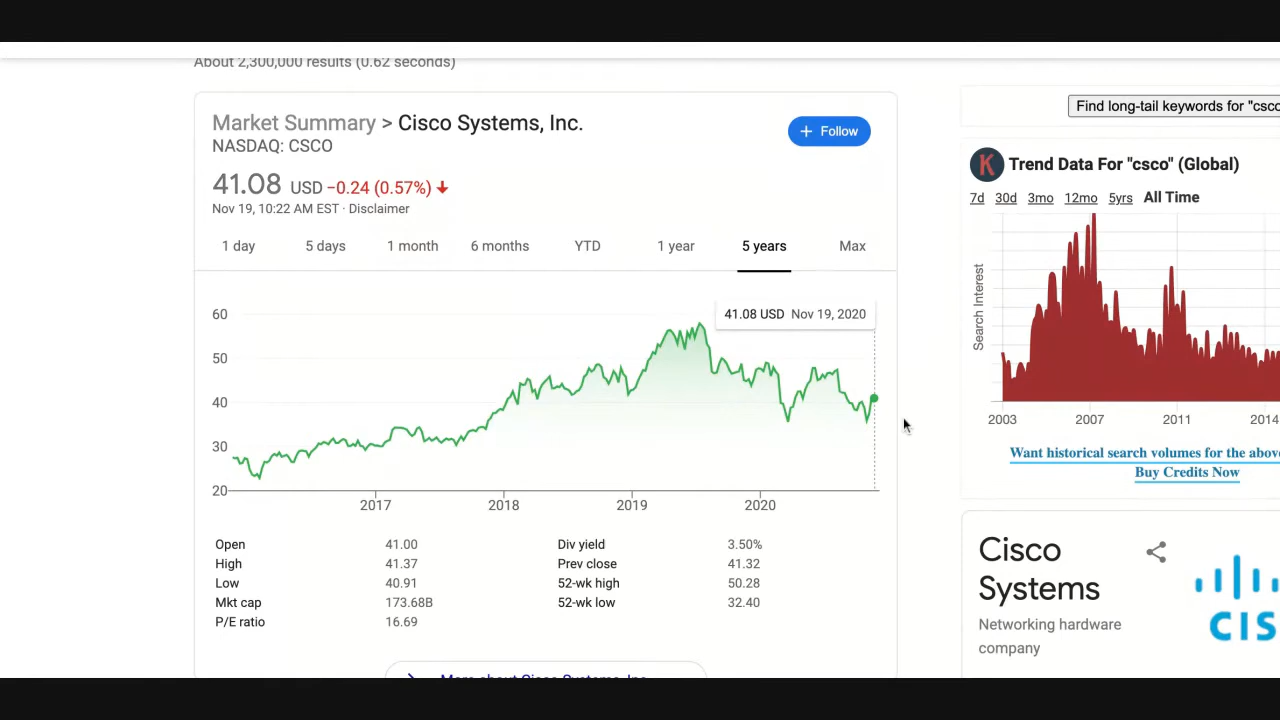 About 2,300,000 results (0.62 seconds)
Market Summary > Cisco Systems, Inc.
NASDAQ: CSCO
+ Follow
41.08 USD −0.24 (0.57%)
Nov 19, 10:22 AM EST · Disclaimer
1 day 5 days 1 month 6 months YTD 1 year 5 years Max
41.08 USD Nov 19, 2020
60
50
40
30
20
2017 2018 2019 2020
Open 41.00 Div yield 3.50%
High 41.37 Prev close 41.32
Low 40.91 52-wk high 50.28
Mkt cap 173.68B 52-wk low 32.40
P/E ratio 16.69
More about Cisco Systems, Inc.
Find long-tail keywords for "csco
K Trend Data For "csco" (Global)
7d 30d 3mo 12mo 5yrs All Time
Search Interest
2003 2007 2011 2014
Want historical search volumes for the above
Buy Credits Now
Cisco
Systems
Networking hardware
company
CIS